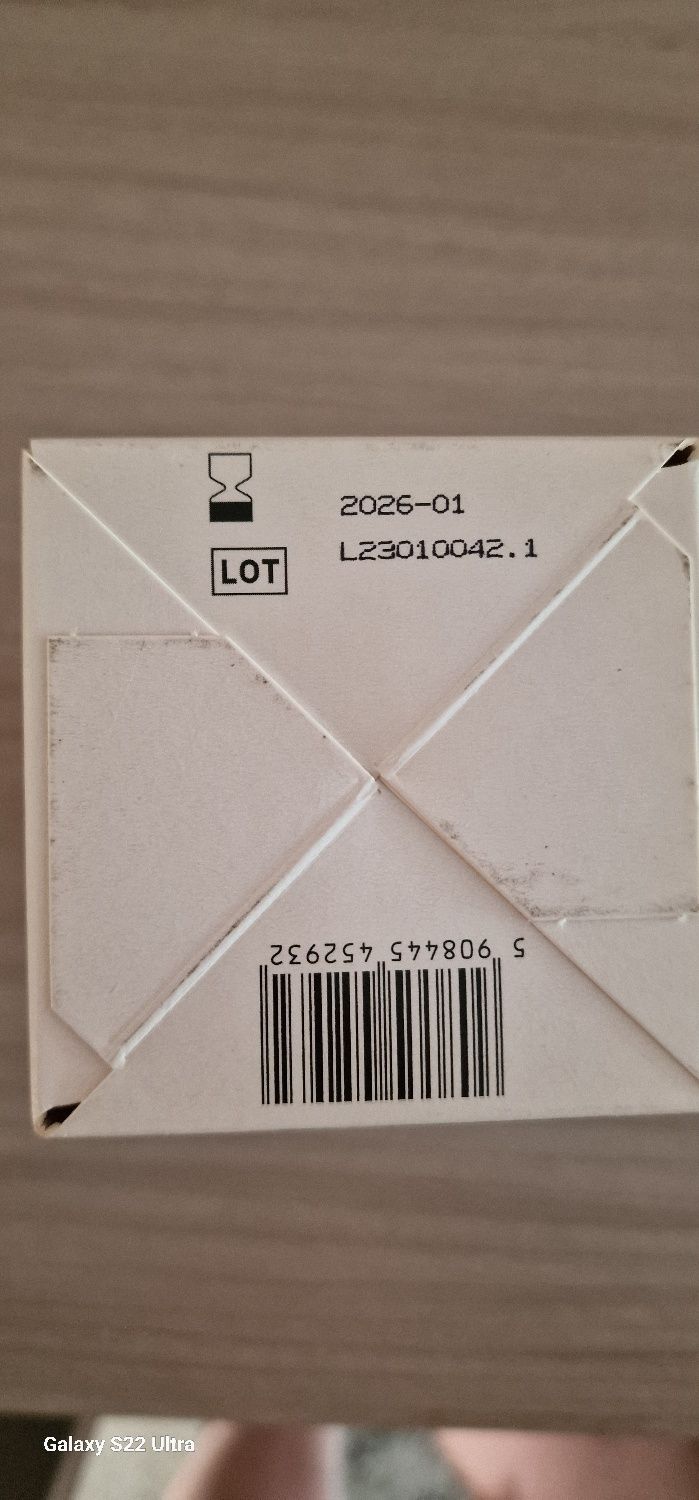 2026-01
LOT
L23010042.1
5 908445 452932
Galaxy S22 Ultra